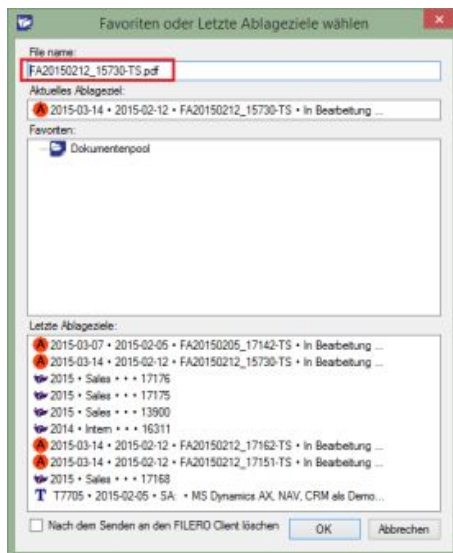 Favoriten oder Letzte Ablageziele wählen
File name:
FA20150212_15730-TS.pdf
Aktuelles Ablageziel:
A 2015-03-14 • 2015-02-12 • FA20150212_15730-TS • In Bearbeitung ...
Favoriten:
Dokumentenpool
Letzte Ablageziele:
A 2015-03-07 • 2015-02-05 • FA20150205_17142-TS • In Bearbeitung ...
A 2015-03-14 • 2015-02-12 • FA20150212_15730-TS • In Bearbeitung ...
2015 • Sales • • • 17176
2015 • Sales • • • 17175
2015 • Sales • • • 13900
2014 • Intern • • • 16311
A 2015-03-14 • 2015-02-12 • FA20150212_17162-TS • In Bearbeitung ...
A 2015-03-14 • 2015-02-12 • FA20150212_17151-TS • In Bearbeitung ...
2015 • Sales • • • 17168
T T7705 • 2015-02-05 • SA: • MS Dynamics AX, NAV, CRM als Demo...
Nach dem Senden an den FILERO Client löschen
OK
Abbrechen